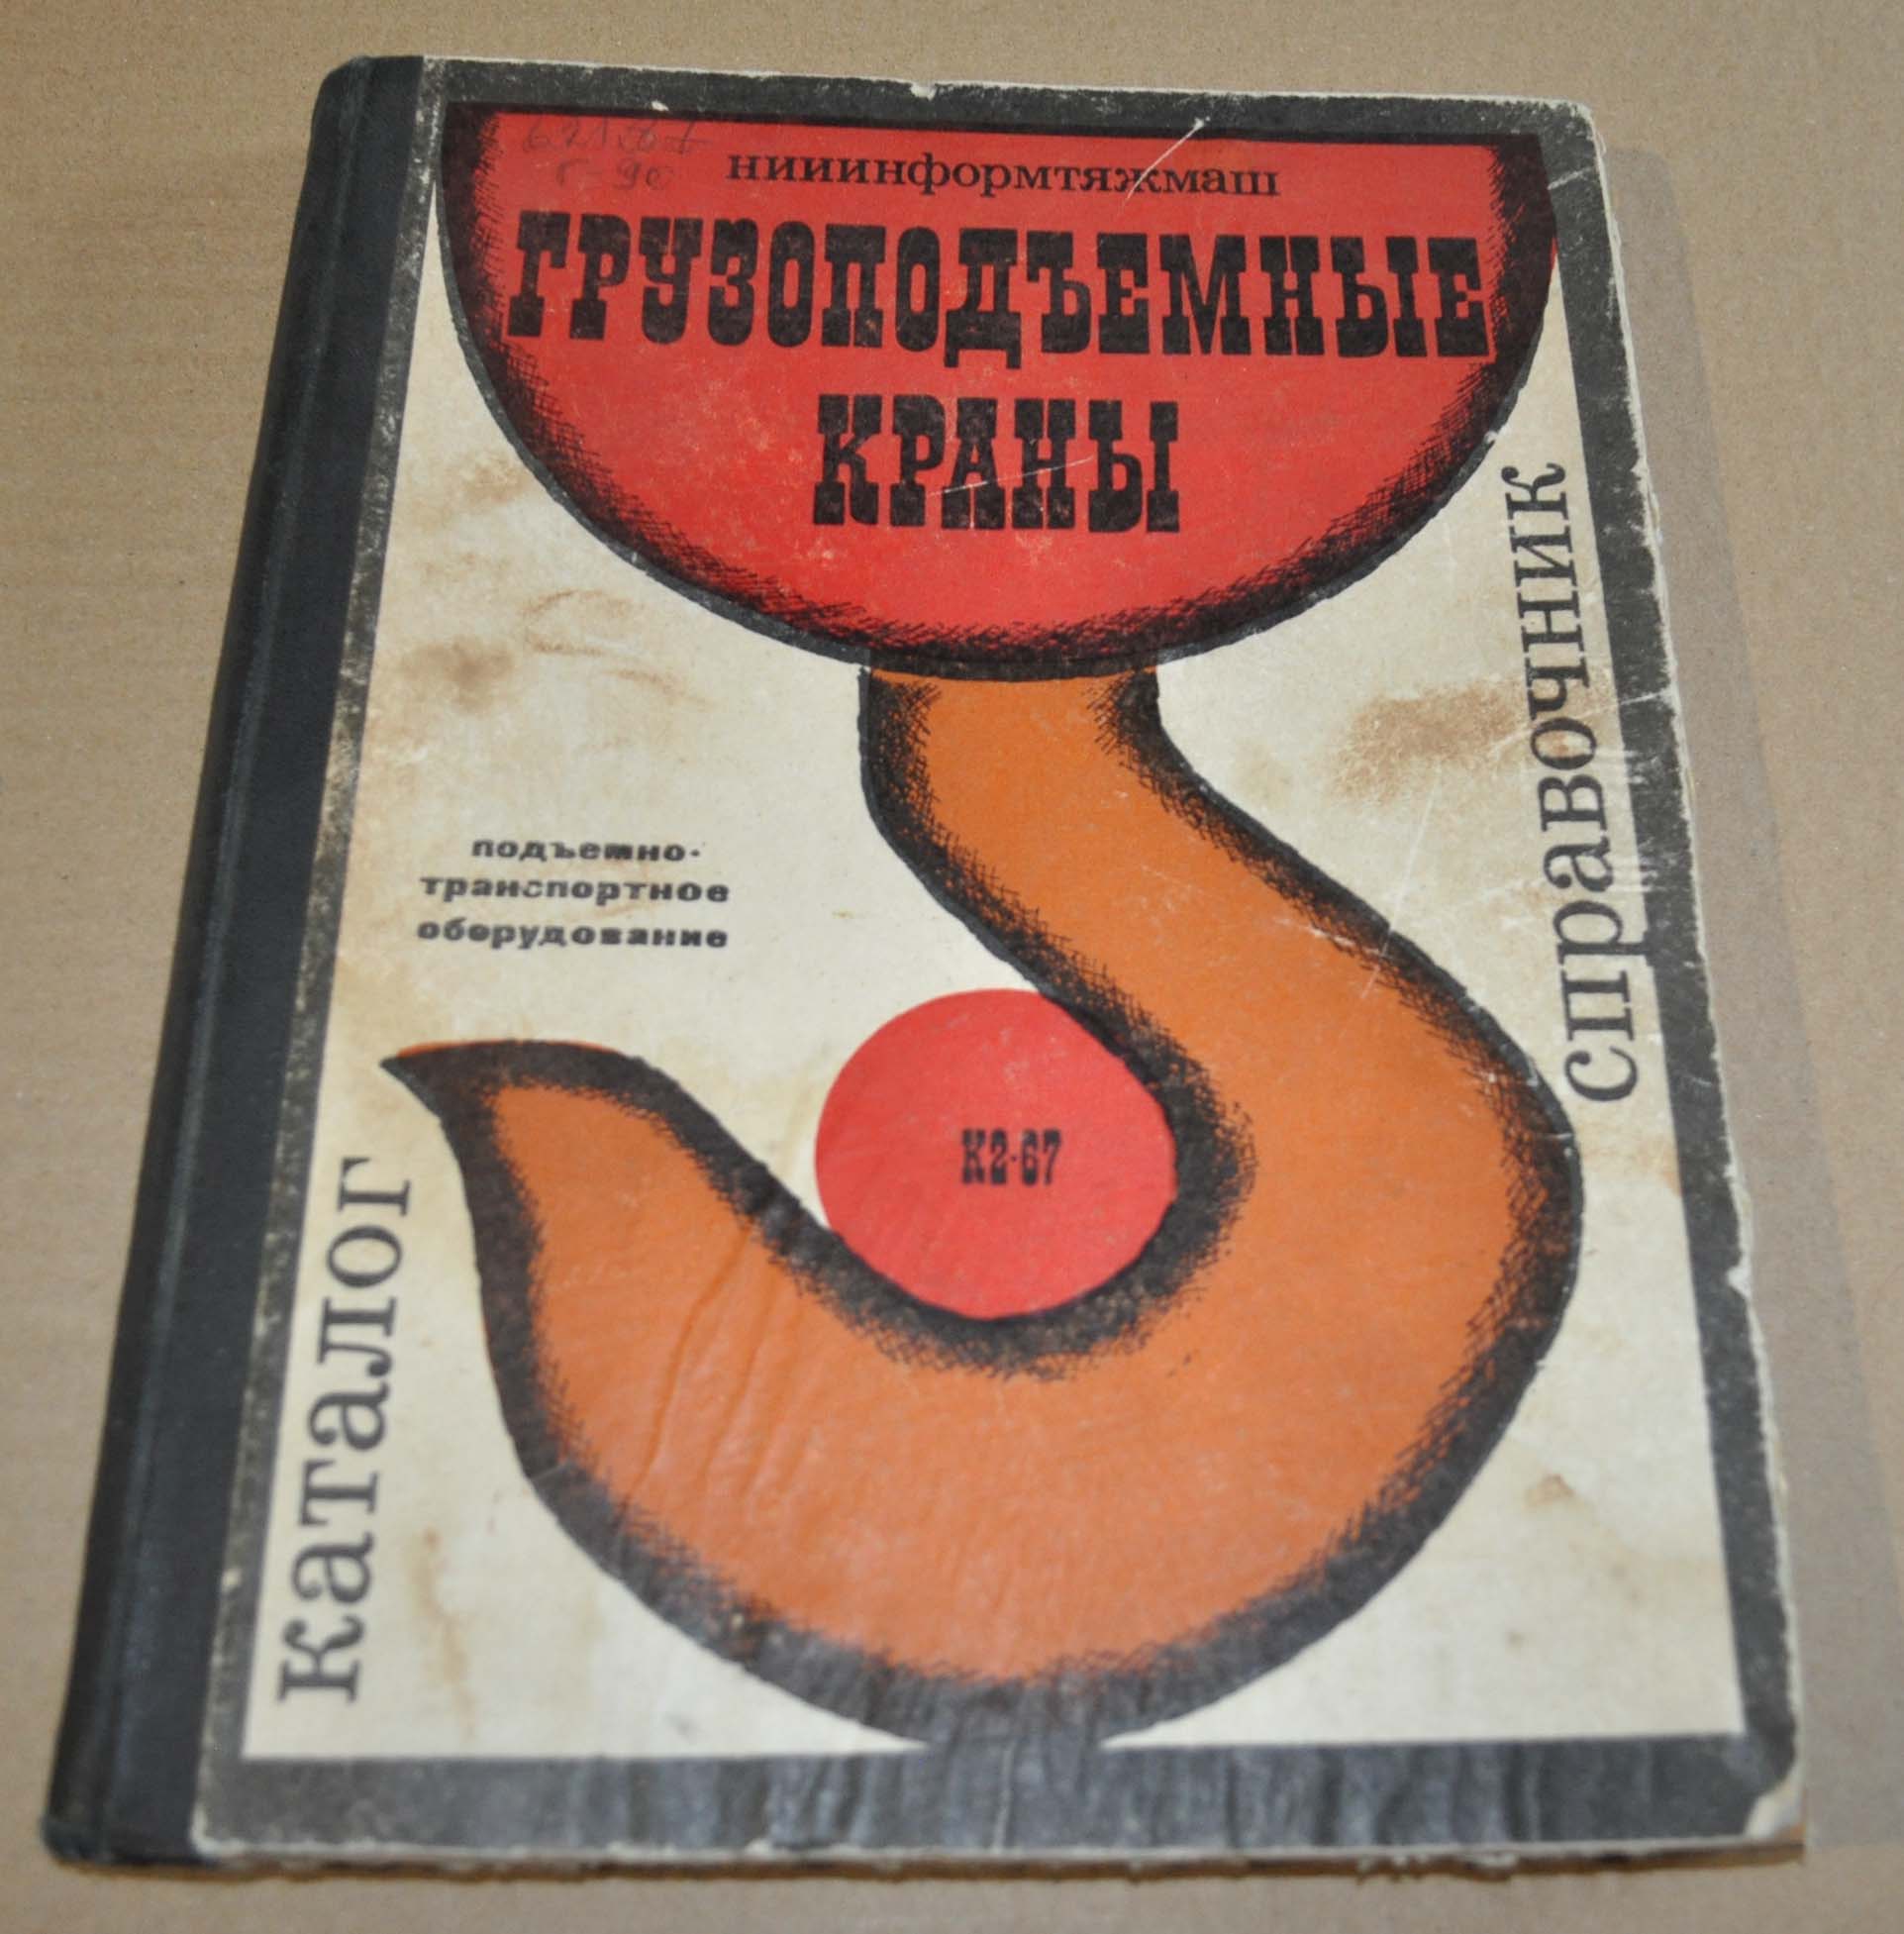 нииинформтяжмаш
ГРУЗОПОДЪЕМНЫЕ
КРАНЫ
справочник
подъемно-
транспортное
оборудование
К2-67
каталог